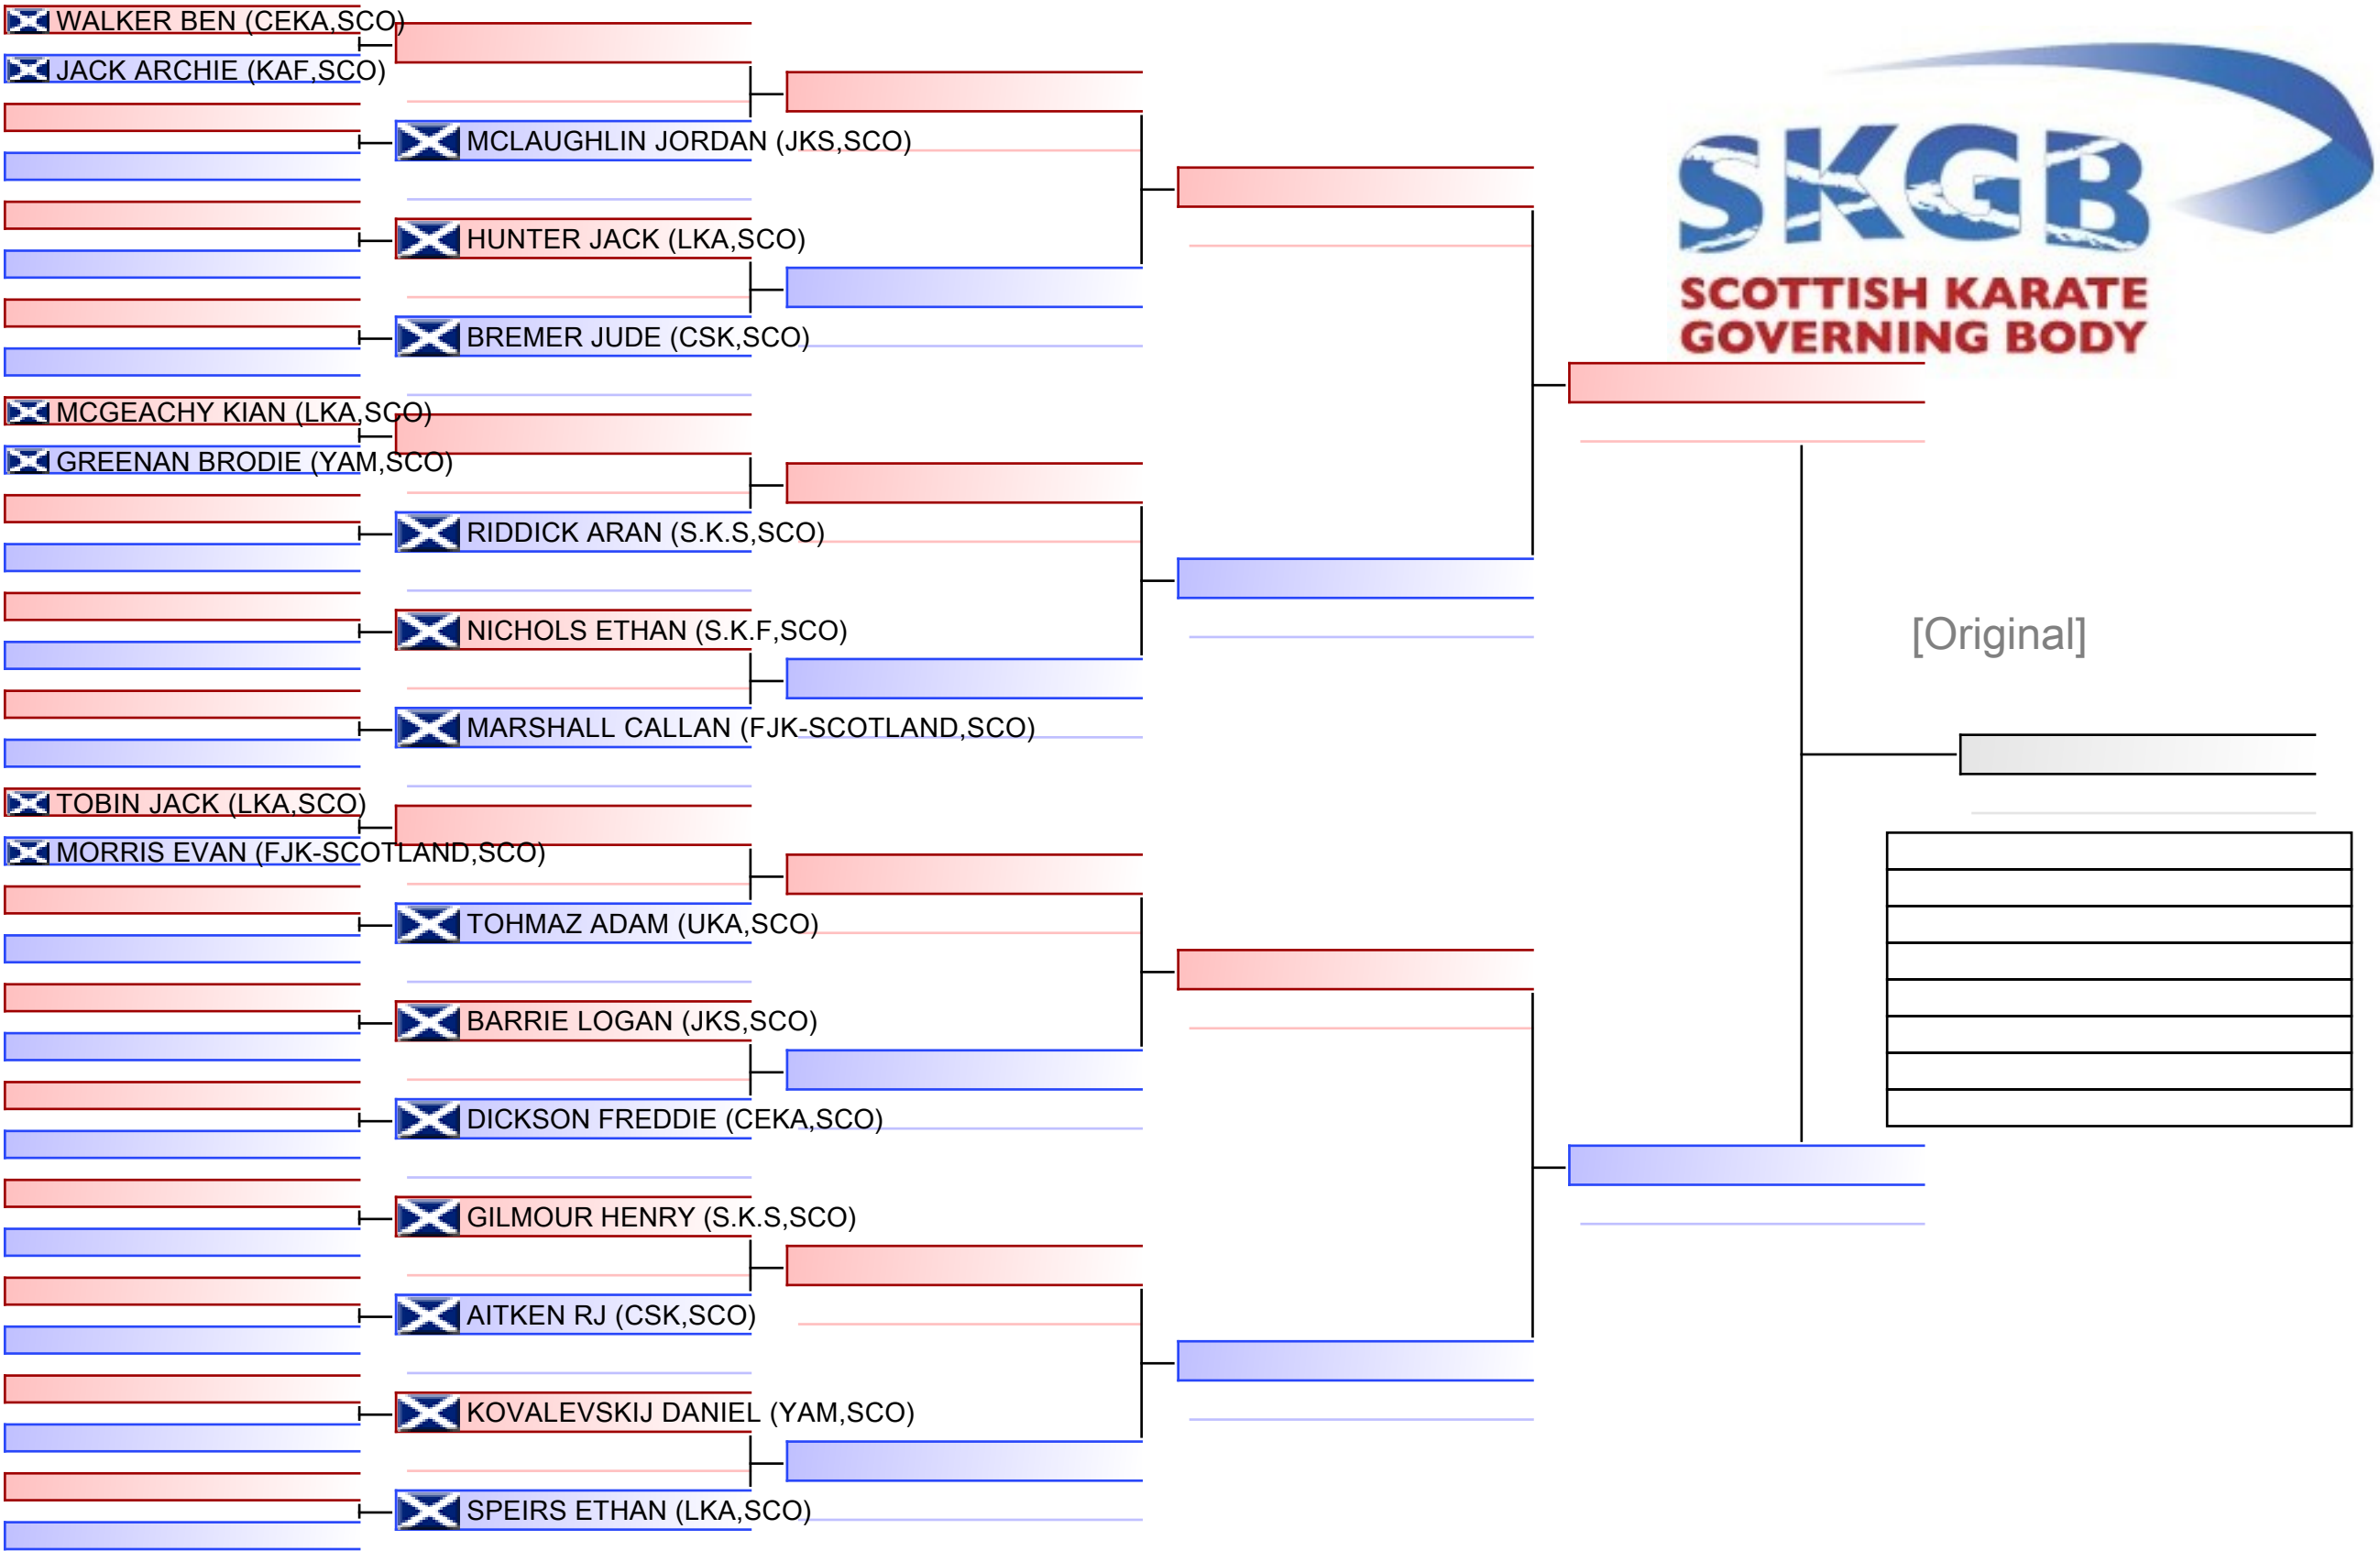 WALKER BEN (CEKA,SCO)
JACK ARCHIE (KAF,SCO)
MCLAUGHLIN JORDAN (JKS,SCO)
HUNTER JACK (LKA,SCO)
BREMER JUDE (CSK,SCO)
MCGEACHY KIAN (LKA,SCO)
GREENAN BRODIE (YAM,SCO)
RIDDICK ARAN (S.K.S,SCO)
NICHOLS ETHAN (S.K.F,SCO)
MARSHALL CALLAN (FJK-SCOTLAND,SCO)
TOBIN JACK (LKA,SCO)
MORRIS EVAN (FJK-SCOTLAND,SCO)
TOHMAZ ADAM (UKA,SCO)
BARRIE LOGAN (JKS,SCO)
DICKSON FREDDIE (CEKA,SCO)
GILMOUR HENRY (S.K.S,SCO)
AITKEN RJ (CSK,SCO)
KOVALEVSKIJ DANIEL (YAM,SCO)
SPEIRS ETHAN (LKA,SCO)
SKGB
SCOTTISH KARATE
GOVERNING BODY
[Original]